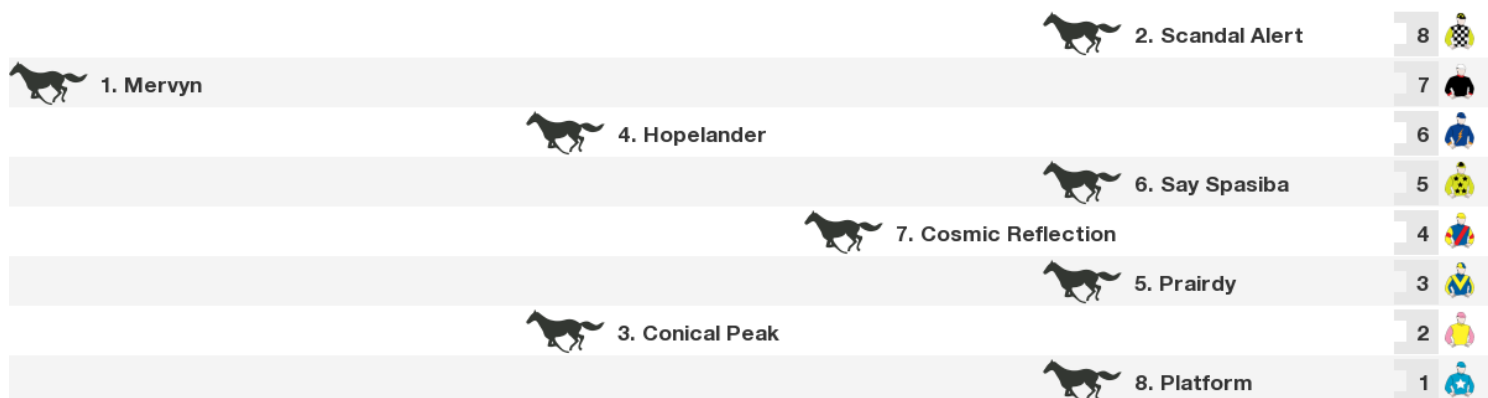 2. Scandal Alert 8
1. Mervyn 7
4. Hopelander 6
6. Say Spasiba 5
7. Cosmic Reflection 4
5. Prairdy 3
3. Conical Peak 2
8. Platform 1